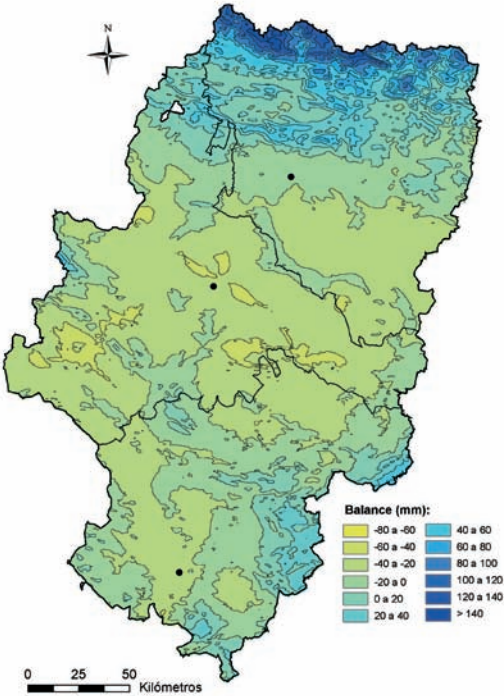 N
Balance (mm):
-80 a -60
-60 a -40
-40 a -20
-20 a 0
0 a 20
20 a 40
40 a 60
60 a 80
80 a 100
100 a 120
120 a 140
> 140
0 25 50
Kilómetros